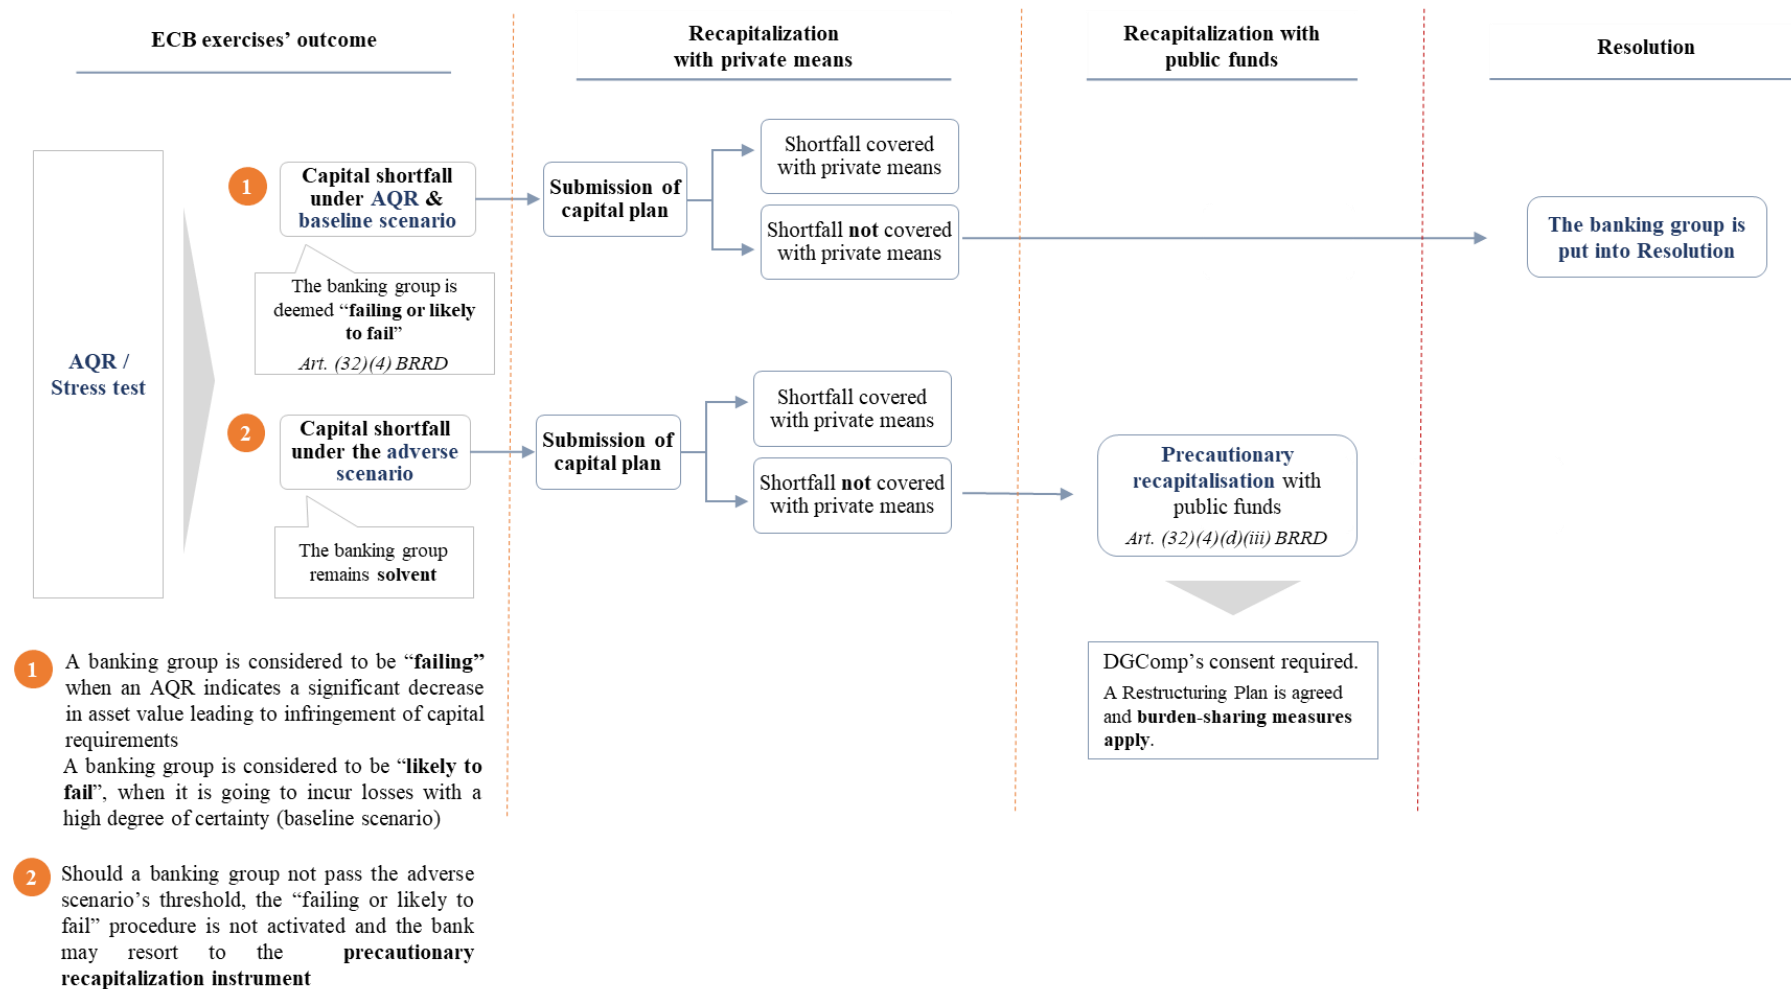 ECB exercises’ outcome
Recapitalization
with private means
Recapitalization with
public funds
Resolution
AQR /
Stress test
1
Capital shortfall
under AQR &
baseline scenario
The banking group is
deemed “failing or likely
to fail”
Art. (32)(4) BRRD
Submission of
capital plan
Shortfall covered
with private means
Shortfall not covered
with private means
The banking group is
put into Resolution
2
Capital shortfall
under the adverse
scenario
The banking group
remains solvent
Submission of
capital plan
Shortfall covered
with private means
Shortfall not covered
with private means
Precautionary
recapitalisation with
public funds
Art. (32)(4)(d)(iii) BRRD
DGComp’s consent required.
A Restructuring Plan is agreed
and burden-sharing measures
apply.
1
A banking group is considered to be “failing”
when an AQR indicates a significant decrease
in asset value leading to infringement of capital
requirements
A banking group is considered to be “likely to
fail”, when it is going to incur losses with a
high degree of certainty (baseline scenario)
2
Should a banking group not pass the adverse
scenario’s threshold, the “failing or likely to
fail” procedure is not activated and the bank
may resort to the precautionary
recapitalization instrument